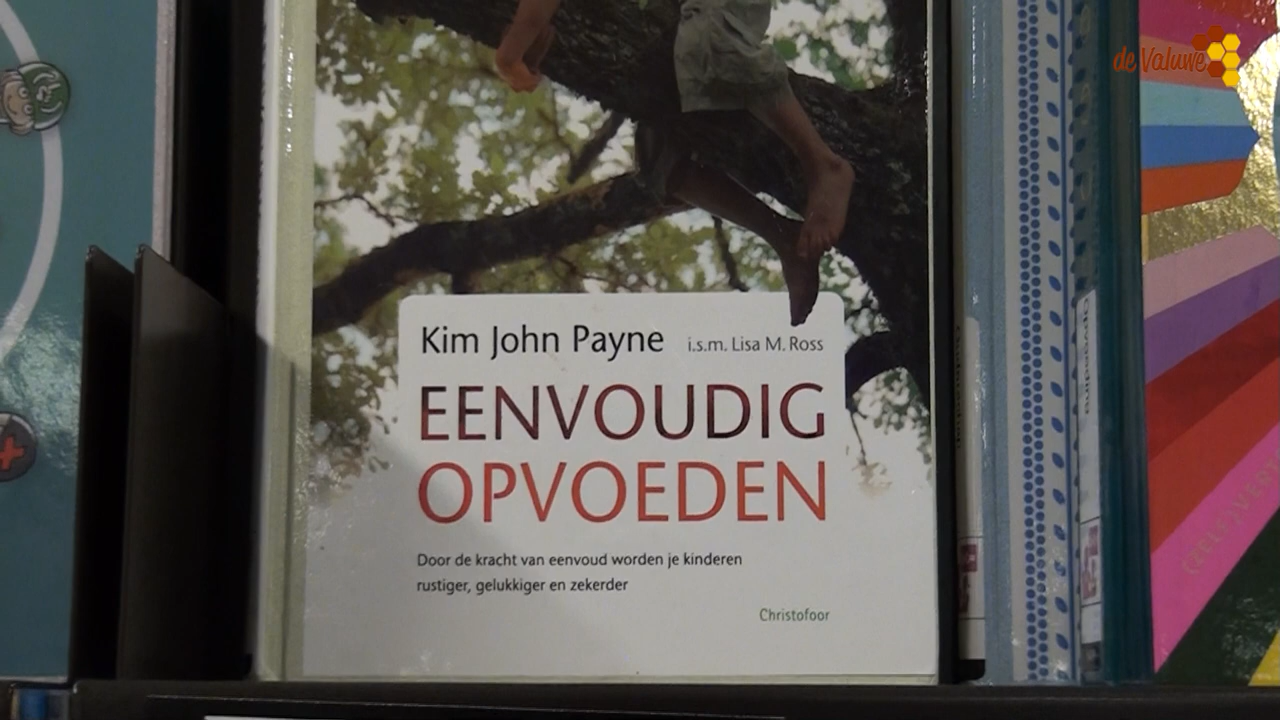 de Valuwe
Kim John Payne i.s.m. Lisa M. Ross
EENVOUDIG
OPVOEDEN
Door de kracht van eenvoud worden je kinderen
rustiger, gelukkiger en zekerder
Christofoor
Opvoeding